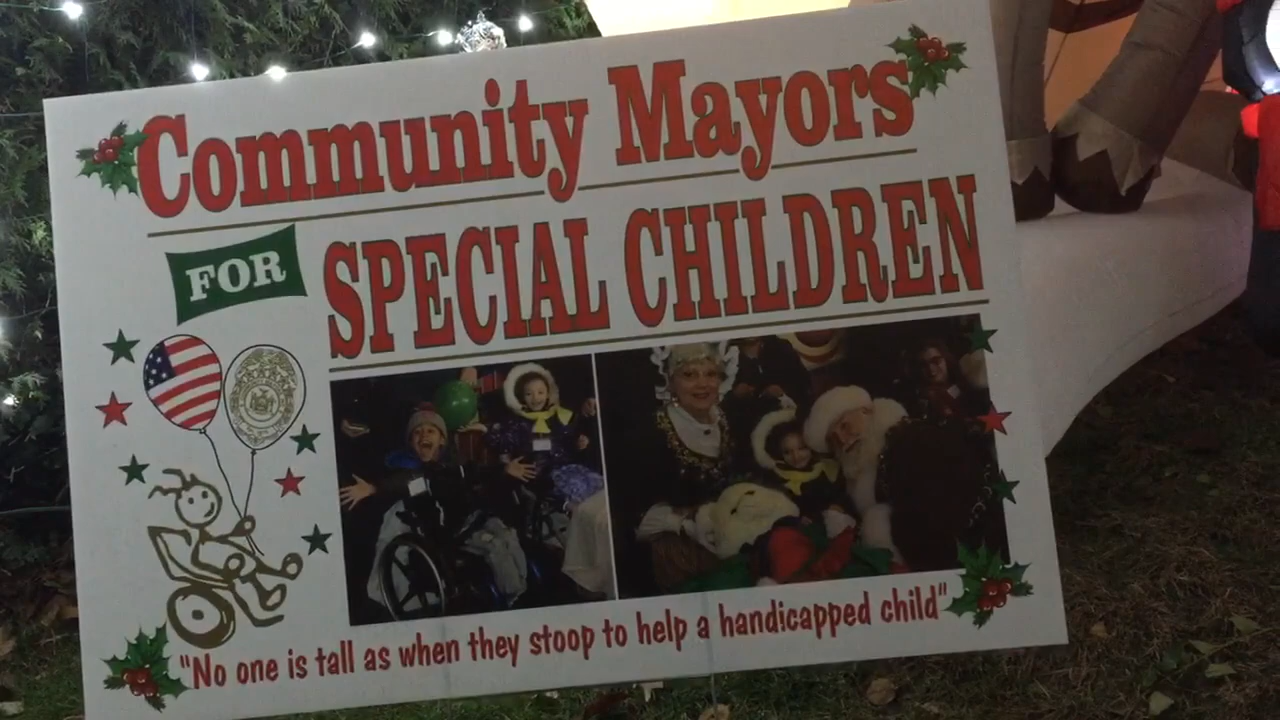 Community Mayors
FOR SPECIAL CHILDREN
"No one is tall as when they stoop to help a handicapped child"